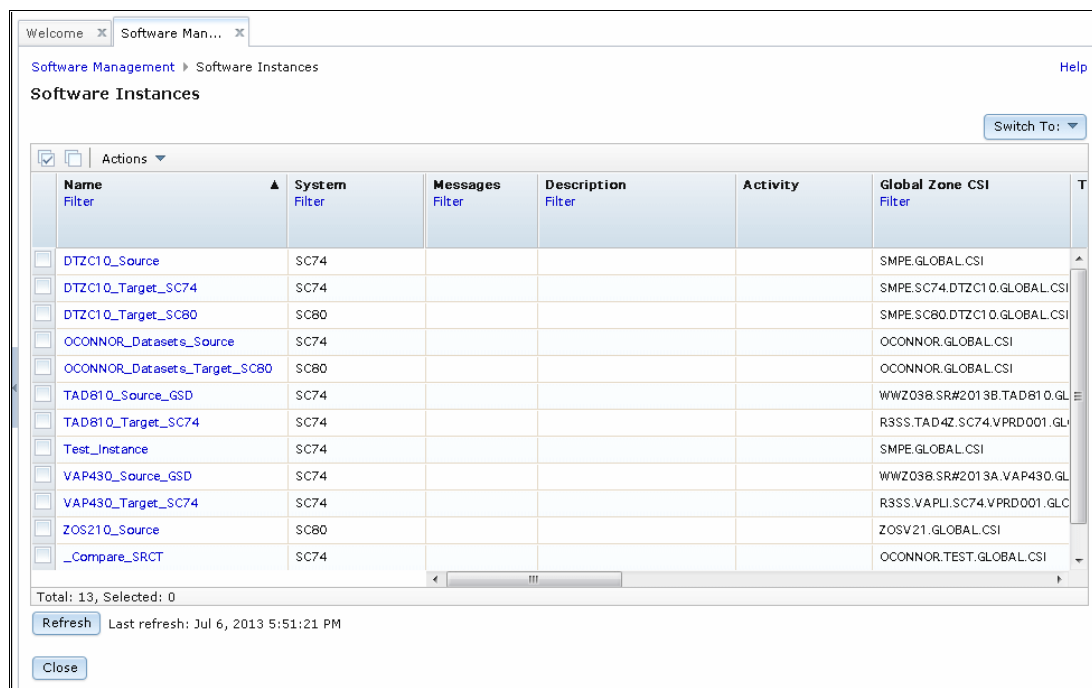 Welcome X Software Man... X
Software Management ▸ Software Instances Help
Software Instances
Switch To:
Actions
Name System Messages Description Activity Global Zone CSI T
Filter Filter Filter Filter Filter
DTZC10_Source SC74 SMPE.GLOBAL.CSI
DTZC10_Target_SC74 SC74 SMPE.SC74.DTZC10.GLOBAL.CSI
DTZC10_Target_SC80 SC80 SMPE.SC80.DTZC10.GLOBAL.CSI
OCONNOR_Datasets_Source SC74 OCONNOR.GLOBAL.CSI
OCONNOR_Datasets_Target_SC80 SC80 OCONNOR.GLOBAL.CSI
TAD810_Source_GSD SC74 WWZ038.SR#2013B.TAD810.GL
TAD810_Target_SC74 SC74 R3SS.TAD4Z.SC74.VPRD001.GL
Test_Instance SC74 SMPE.GLOBAL.CSI
VAP430_Source_GSD SC74 WWZ038.SR#2013A.VAP430.GL
VAP430_Target_SC74 SC74 R3SS.VAPLI.SC74.VPRD001.GLC
ZOS210_Source SC80 ZOSV21.GLOBAL.CSI
_Compare_SRCT SC74 OCONNOR.TEST.GLOBAL.CSI
Total: 13, Selected: 0
Refresh Last refresh: Jul 6, 2013 5:51:21 PM
Close